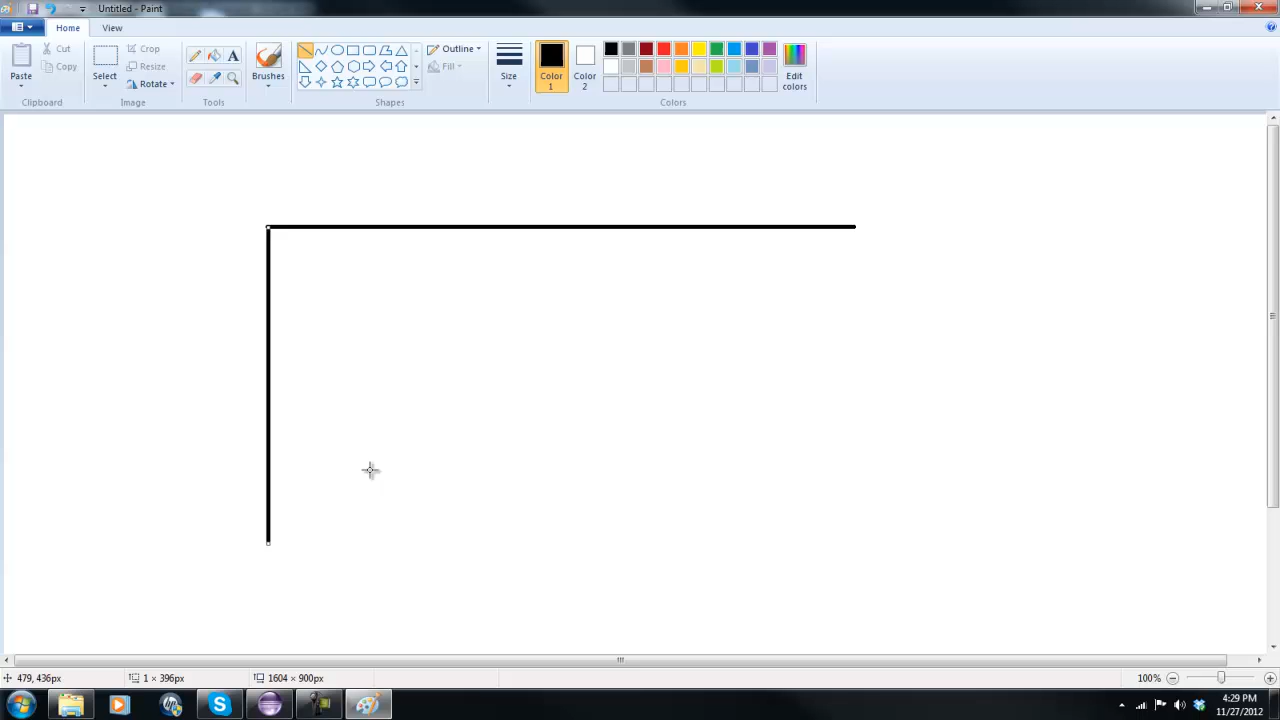 Untitled - Paint
Home
View
Paste
Cut
Copy
Clipboard
Select
Crop
Resize
Rotate
Image
A
Tools
Brushes
Outline
Fill
Shapes
Size
Color 1
Color 2
Edit colors
Colors
479, 436px
1 × 396px
1604 × 900px
100%
4:29 PM
11/27/2012